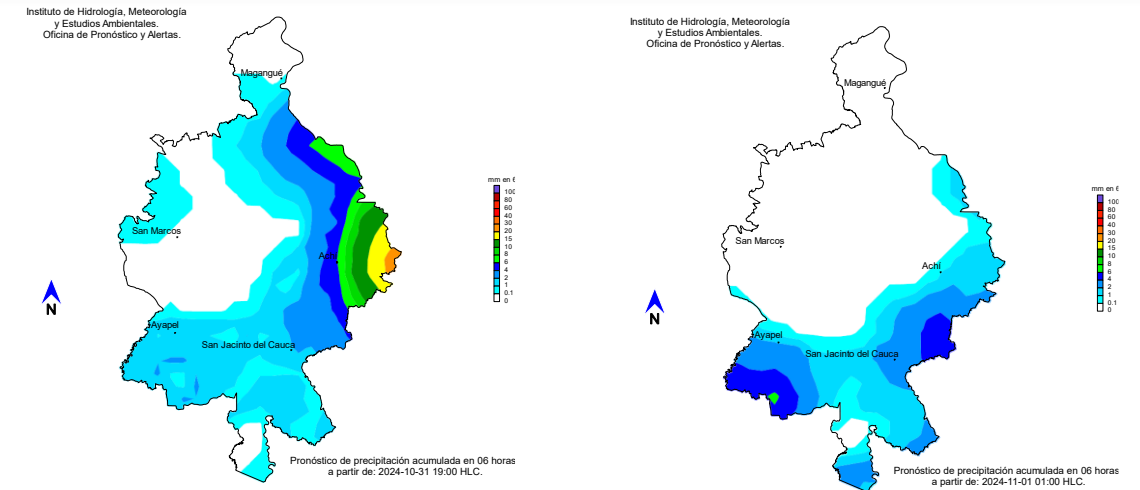 Instituto de Hidrología, Meteorología
y Estudios Ambientales.
Oficina de Pronóstico y Alertas.
Magangué
San Marcos
Achí
Ayapel
San Jacinto del Cauca
N
mm en 6
100
80
60
40
30
20
15
10
8
6
4
2
1
0.1
0
Pronóstico de precipitación acumulada en 06 horas
a partir de: 2024-10-31 19:00 HLC.
Instituto de Hidrología, Meteorología
y Estudios Ambientales.
Oficina de Pronóstico y Alertas.
Magangué
San Marcos
Achí
Ayapel
San Jacinto del Cauca
N
mm en 6
100
80
60
40
30
20
15
10
8
6
4
2
1
0.1
0
Pronóstico de precipitación acumulada en 06 horas
a partir de: 2024-11-01 01:00 HLC.